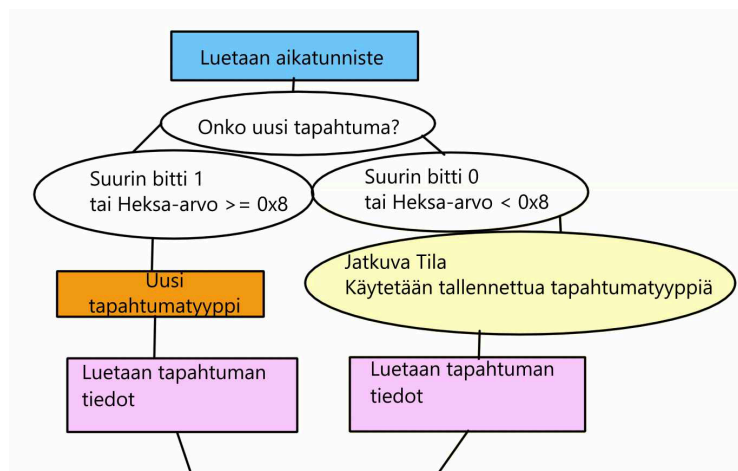 Luetaan aikatunniste
Onko uusi tapahtuma?
Suurin bitti 1
tai Heksa-arvo >= 0x8
Suurin bitti 0
tai Heksa-arvo < 0x8
Uusi
tapahtumatyyppi
Jatkuva Tila
Käytetään tallennettua tapahtumatyyppiä
Luetaan tapahtuman
tiedot
Luetaan tapahtuman
tiedot